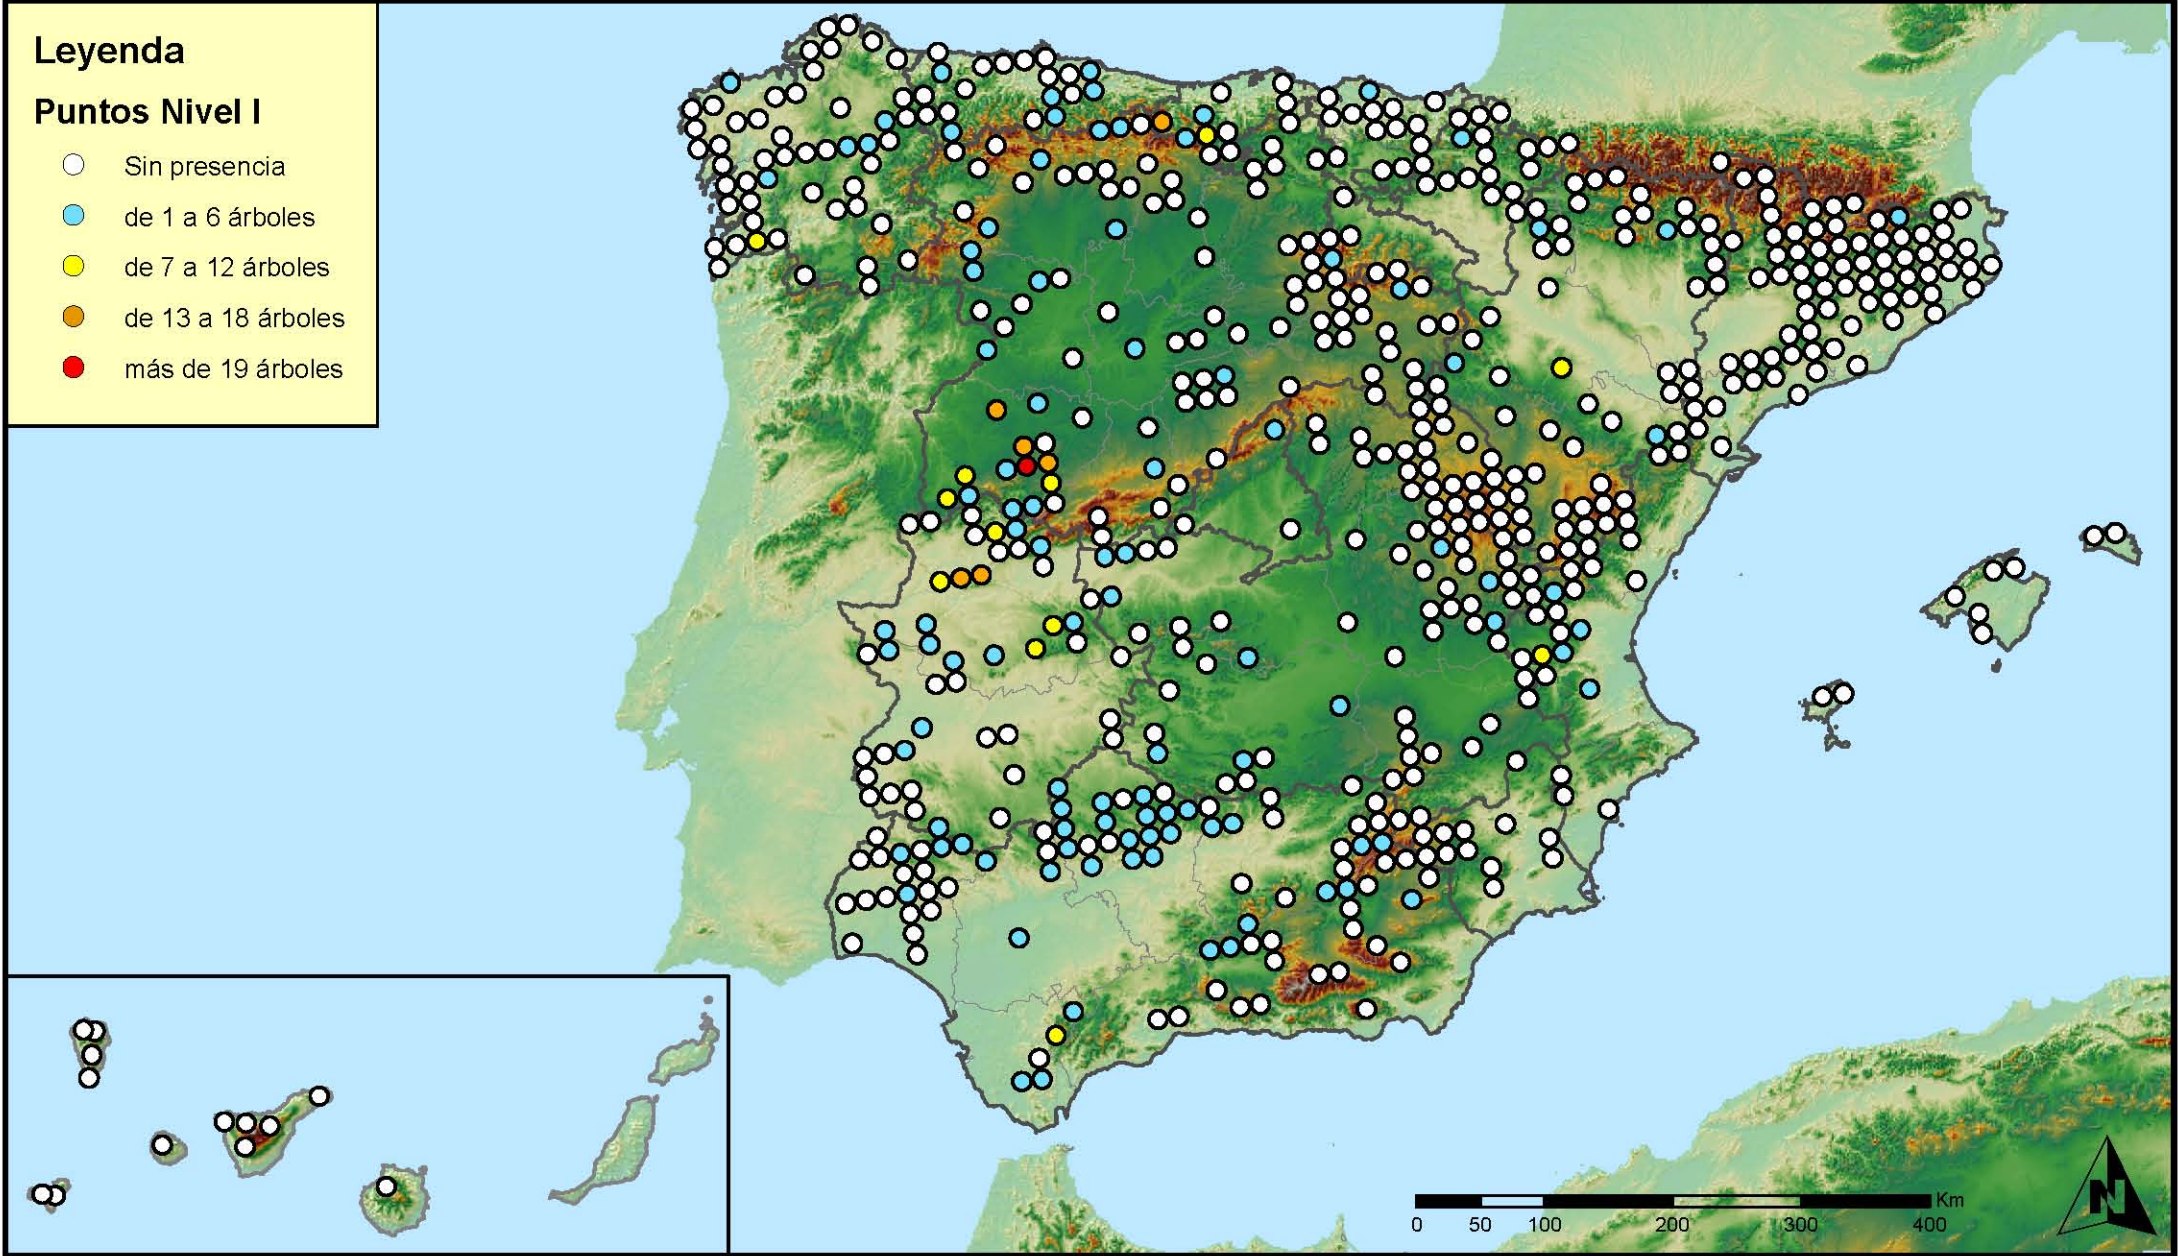 Leyenda
Puntos Nivel I
Sin presencia
de 1 a 6 árboles
de 7 a 12 árboles
de 13 a 18 árboles
más de 19 árboles
Km
0 50 100 200 300 400
N